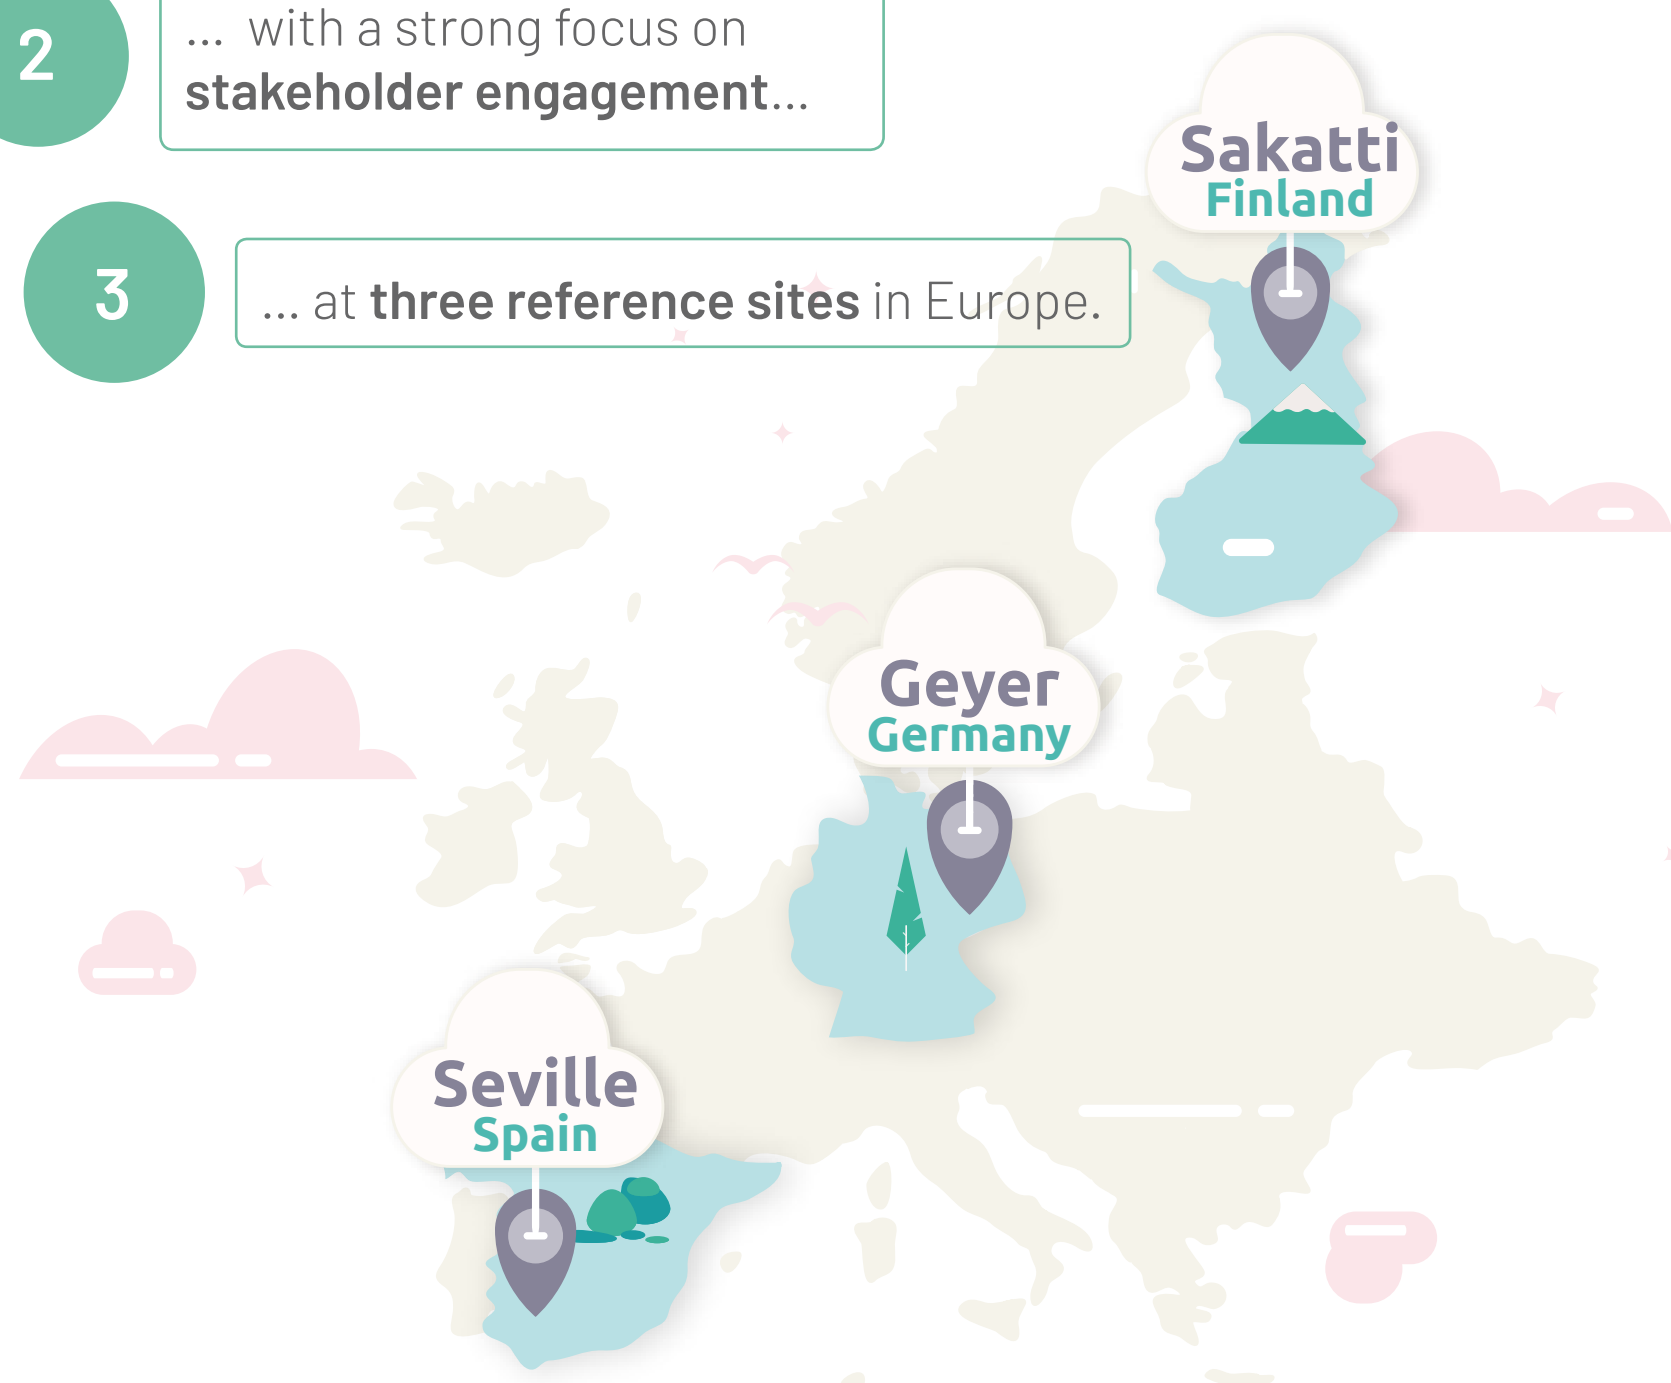 2
... with a strong focus on
stakeholder engagement...
3
... at three reference sites in Europe.
Sakatti
Finland
Geyer
Germany
Seville
Spain